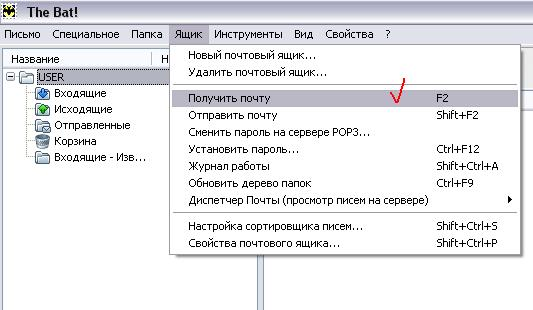 The Bat!
Письмо Специальное Папка Ящик Инструменты Вид Свойства ?
Название Н
USER
Входящие
Исходящие
Отправленные
Корзина
Входящие - Изв...
Новый почтовый ящик...
Удалить почтовый ящик...
Получить почту F2
Отправить почту Shift+F2
Сменить пароль на сервере POP3...
Установить пароль... Ctrl+F12
Журнал работы Shift+Ctrl+A
Обновить дерево папок Ctrl+F9
Диспетчер Почты (просмотр писем на сервере)
Настройка сортировщика писем... Shift+Ctrl+S
Свойства почтового ящика... Shift+Ctrl+P